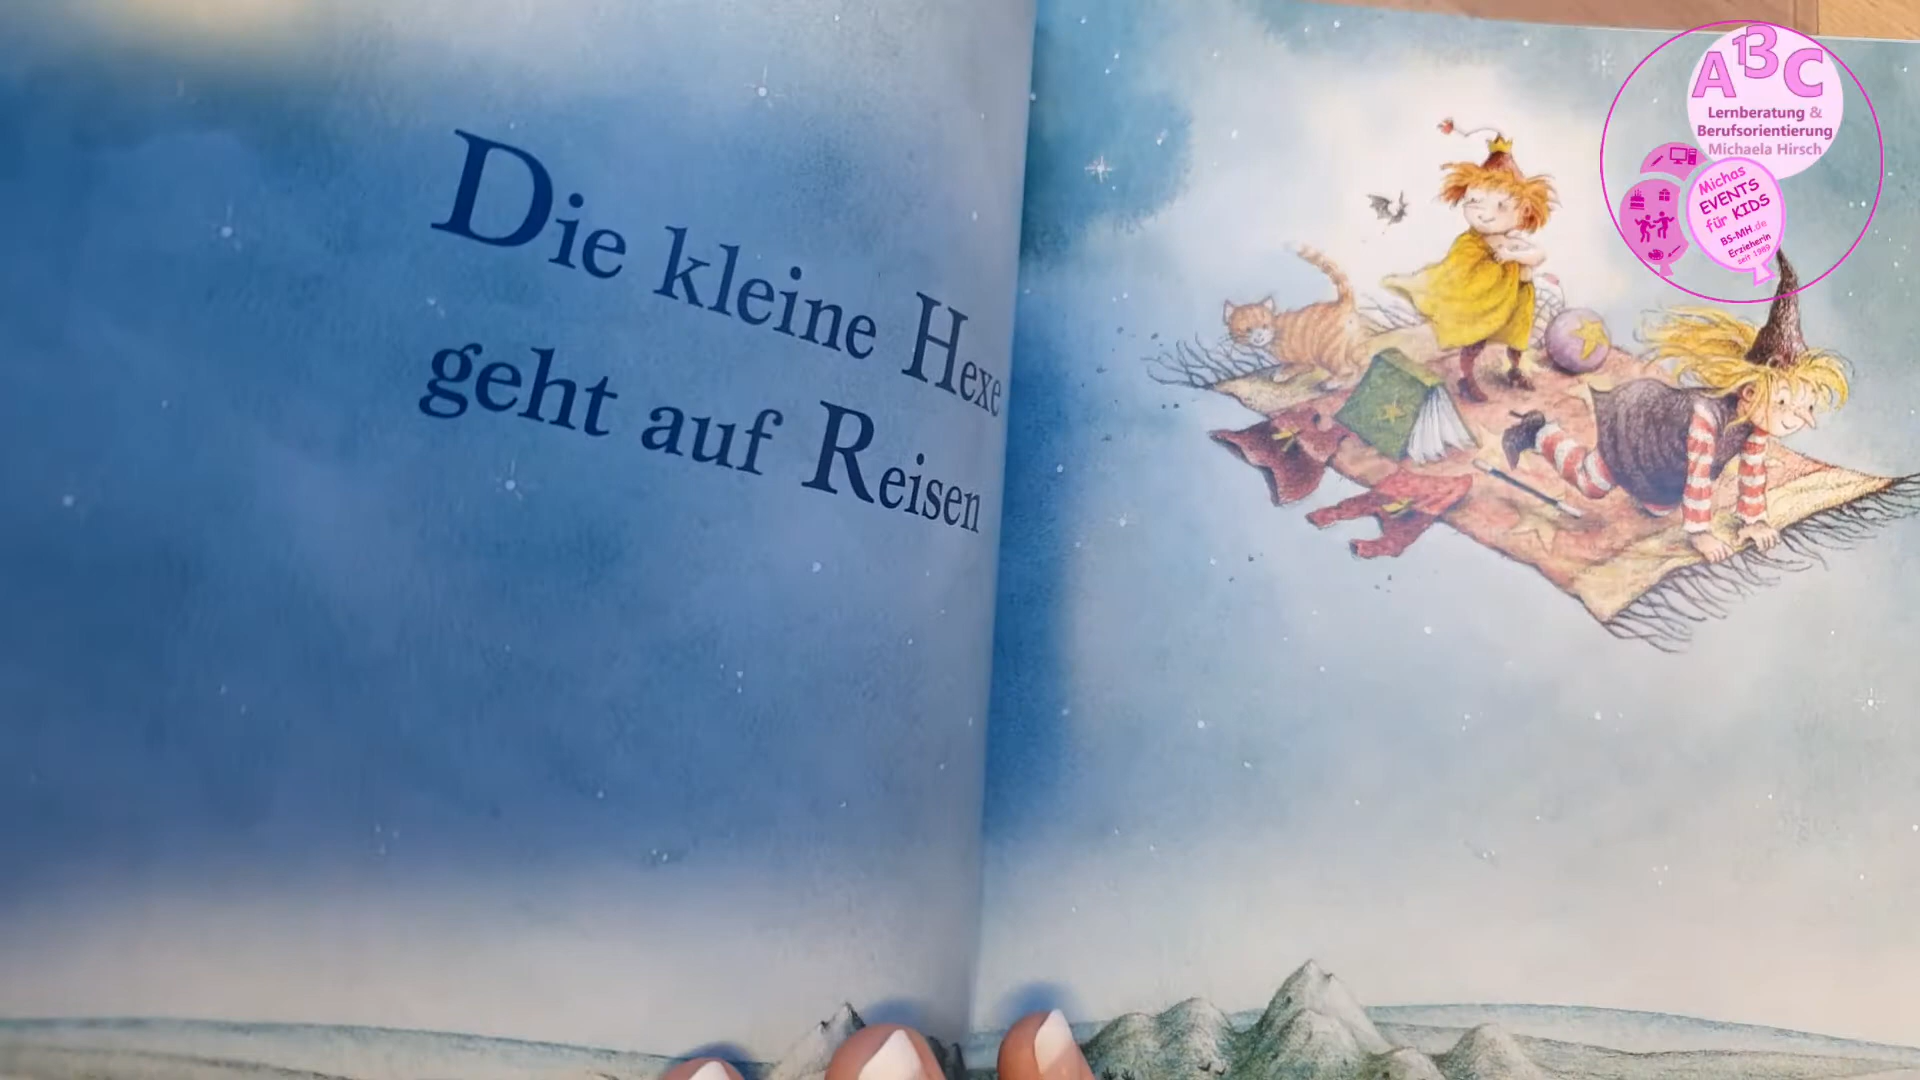 Die kleine Hexe
geht auf Reisen
ABC
Lernberatung &
Berufsorientierung
Michaela Hirsch
Michas
EVENTS
für KIDS
BS-MH.de
Erzieherin
seit 1989